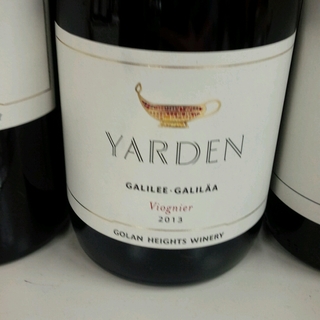 YARDEN
GALILEE-GALILÄA
Viognier
2013
GOLAN HEIGHTS WINERY